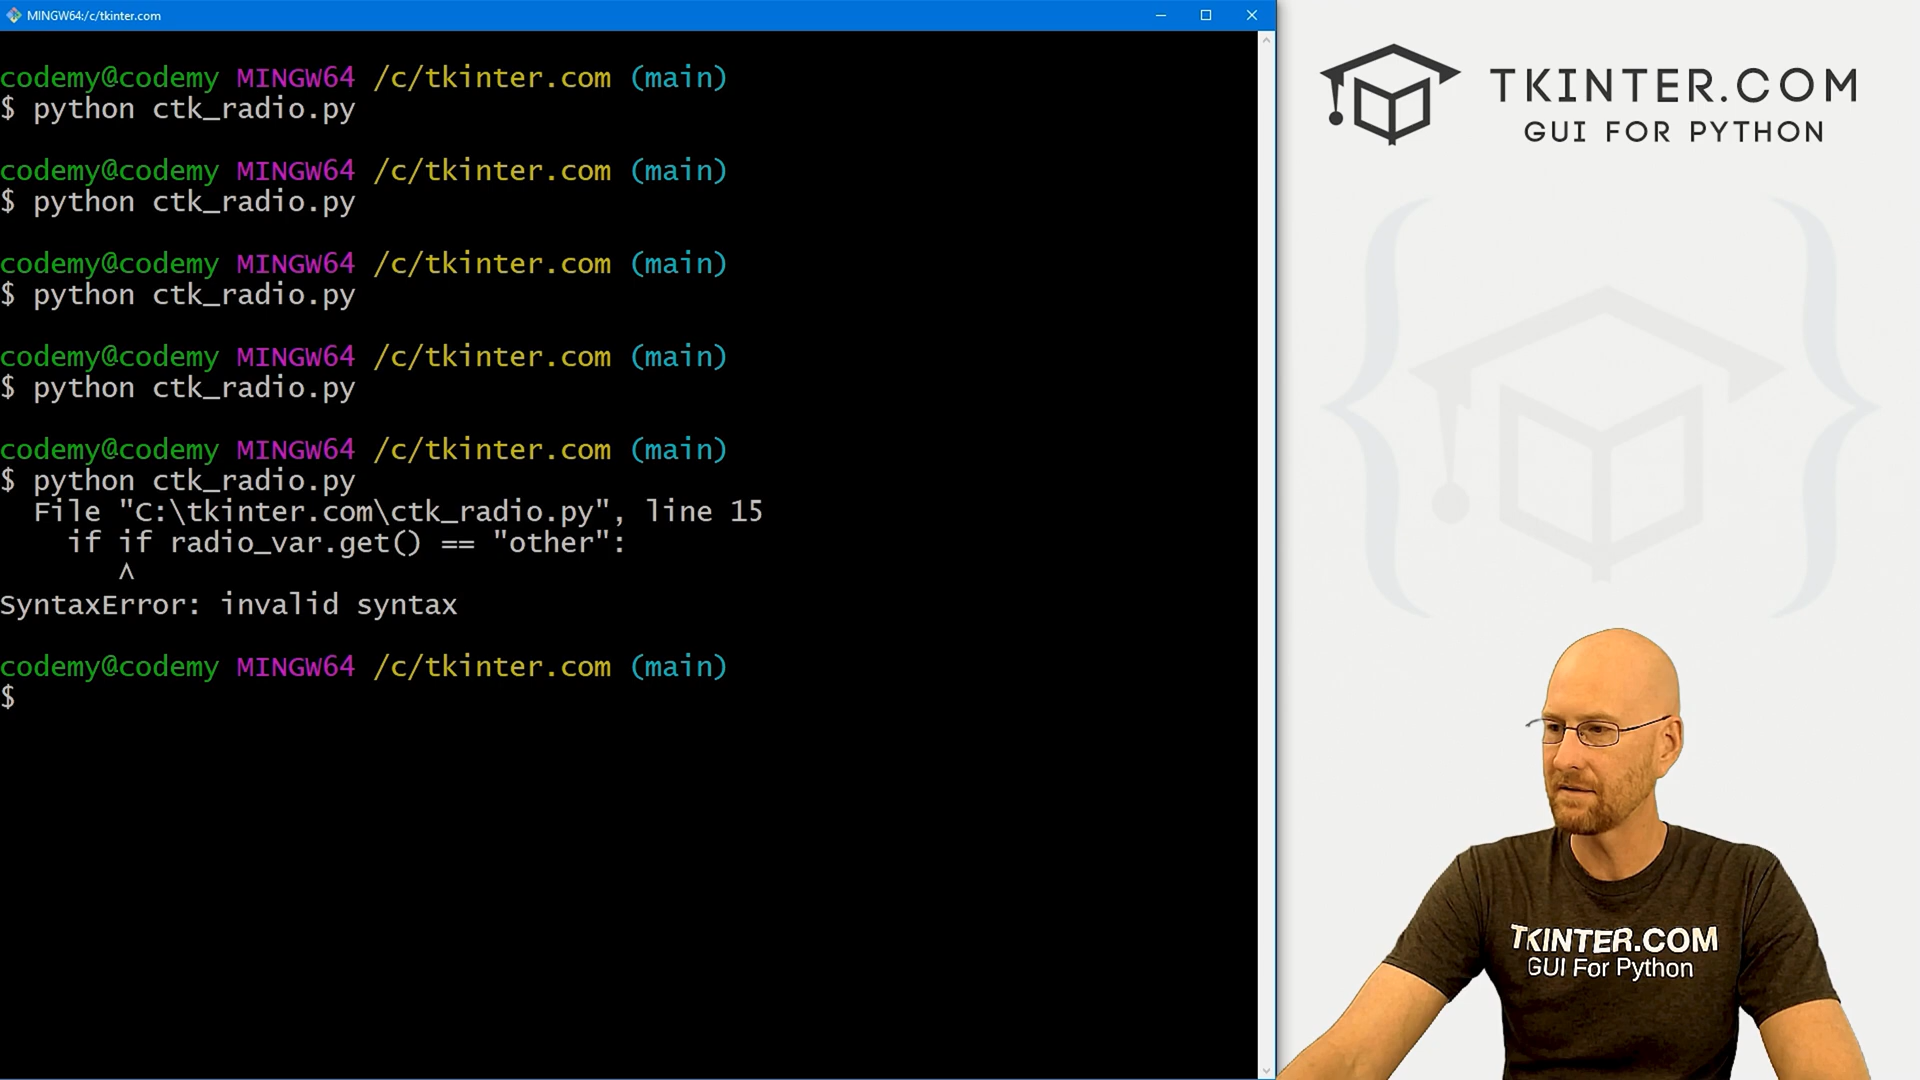 MINGW64:/c/tkinter.com
codemy@codemy MINGW64 /c/tkinter.com (main)
$ python ctk_radio.py
codemy@codemy MINGW64 /c/tkinter.com (main)
$ python ctk_radio.py
codemy@codemy MINGW64 /c/tkinter.com (main)
$ python ctk_radio.py
codemy@codemy MINGW64 /c/tkinter.com (main)
$ python ctk_radio.py
codemy@codemy MINGW64 /c/tkinter.com (main)
$ python ctk_radio.py
File "C:\tkinter.com\ctk_radio.py", line 15
if if radio_var.get() == "other":
^
SyntaxError: invalid syntax
codemy@codemy MINGW64 /c/tkinter.com (main)
$
TKINTER.COM
GUI FOR PYTHON
TKINTER.COM
GUI For Python